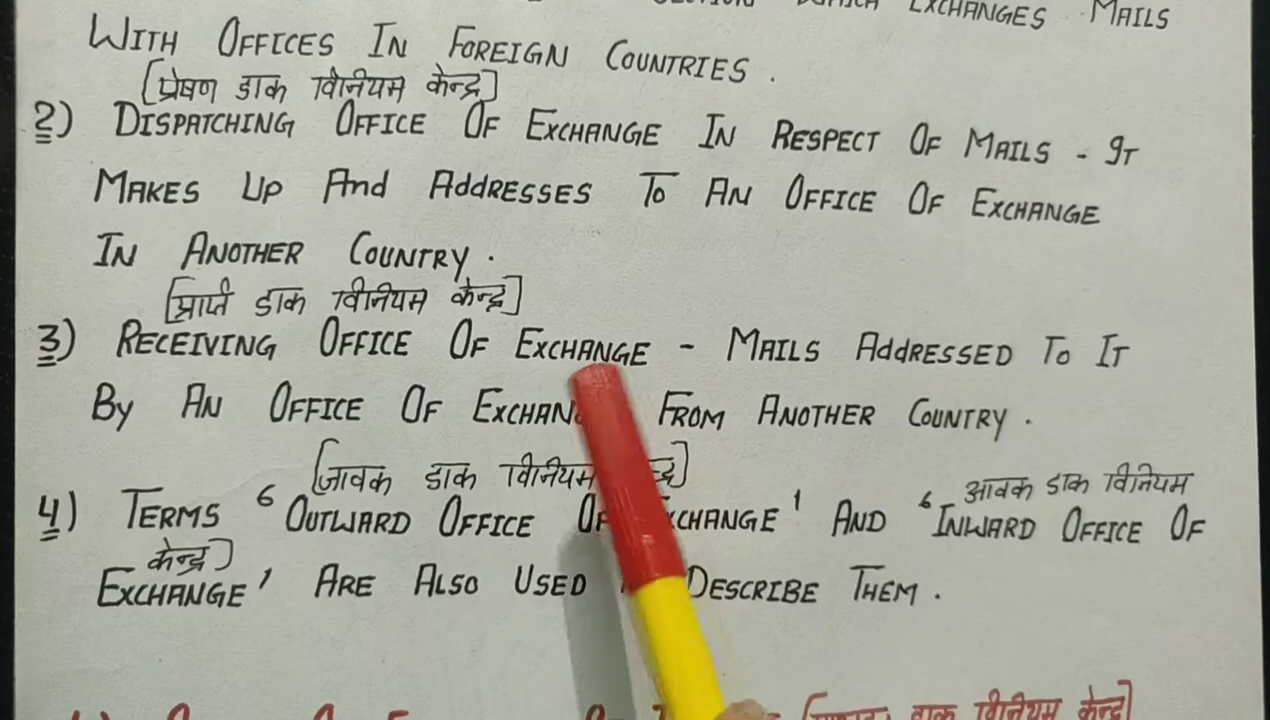 WHICH EXCHANGES MAILS
WITH OFFICES IN FOREIGN COUNTRIES.
[प्रेषण डाक विनियम केन्द्र]
2) DISPATCHING OFFICE OF EXCHANGE IN RESPECT OF MAILS - IT
MAKES UP AND ADDRESSES TO AN OFFICE OF EXCHANGE
IN ANOTHER COUNTRY.
[प्राप्त डाक विनियम केन्द्र]
3) RECEIVING OFFICE OF EXCHANGE - MAILS ADDRESSED TO IT
BY AN OFFICE OF EXCHAN FROM ANOTHER COUNTRY.
[जावक डाक विनियम केन्द्र] आवक डाक विनियम
4) TERMS ‘OUTWARD OFFICE OF EXCHANGE' AND ‘INWARD OFFICE OF
केन्द्र]
EXCHANGE' ARE ALSO USED DESCRIBE THEM.
डाक विनियम केन्द्र]